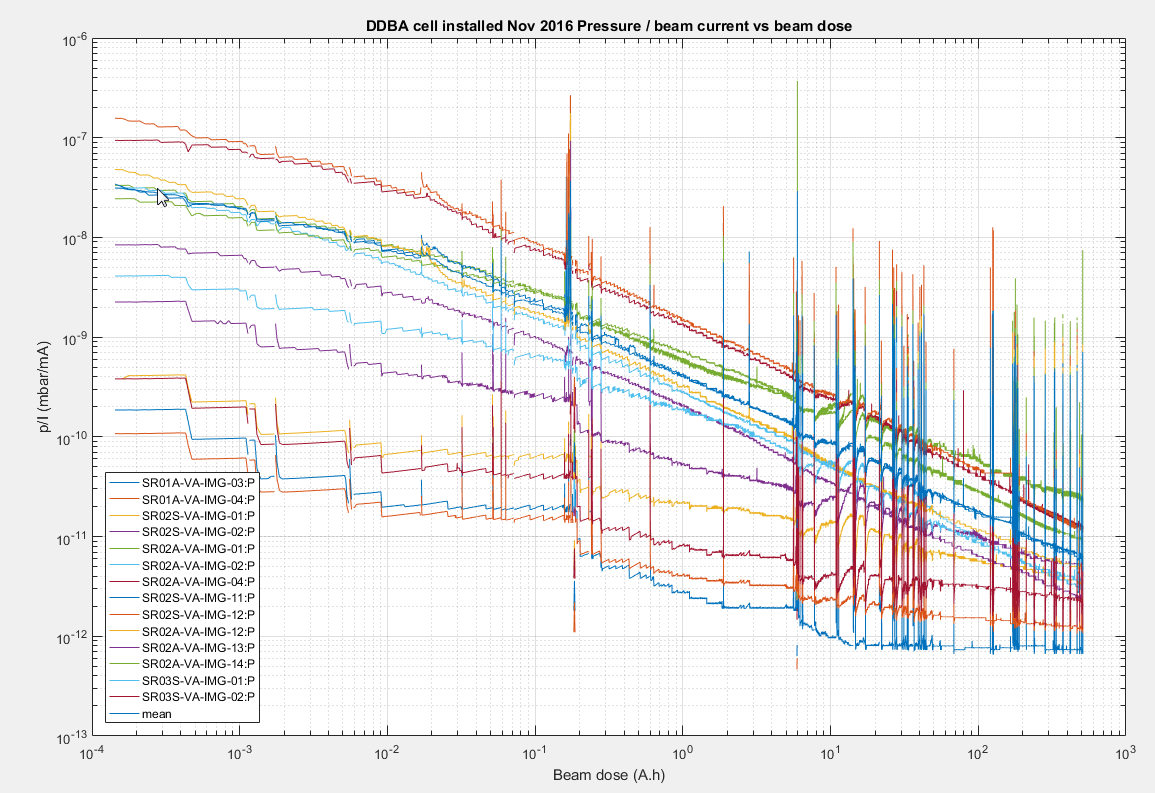 DDBA cell installed Nov 2016 Pressure / beam current vs beam dose
10^-6
10^-7
10^-8
10^-9
10^-10
10^-11
10^-12
10^-13
p/I (mbar/mA)
SR01A-VA-IMG-03:P
SR01A-VA-IMG-04:P
SR02S-VA-IMG-01:P
SR02S-VA-IMG-02:P
SR02A-VA-IMG-01:P
SR02A-VA-IMG-02:P
SR02A-VA-IMG-04:P
SR02S-VA-IMG-11:P
SR02S-VA-IMG-12:P
SR02A-VA-IMG-12:P
SR02A-VA-IMG-13:P
SR02A-VA-IMG-14:P
SR03S-VA-IMG-01:P
SR03S-VA-IMG-02:P
mean
10^-4 10^-3 10^-2 10^-1 10^0 10^1 10^2 10^3
Beam dose (A.h)